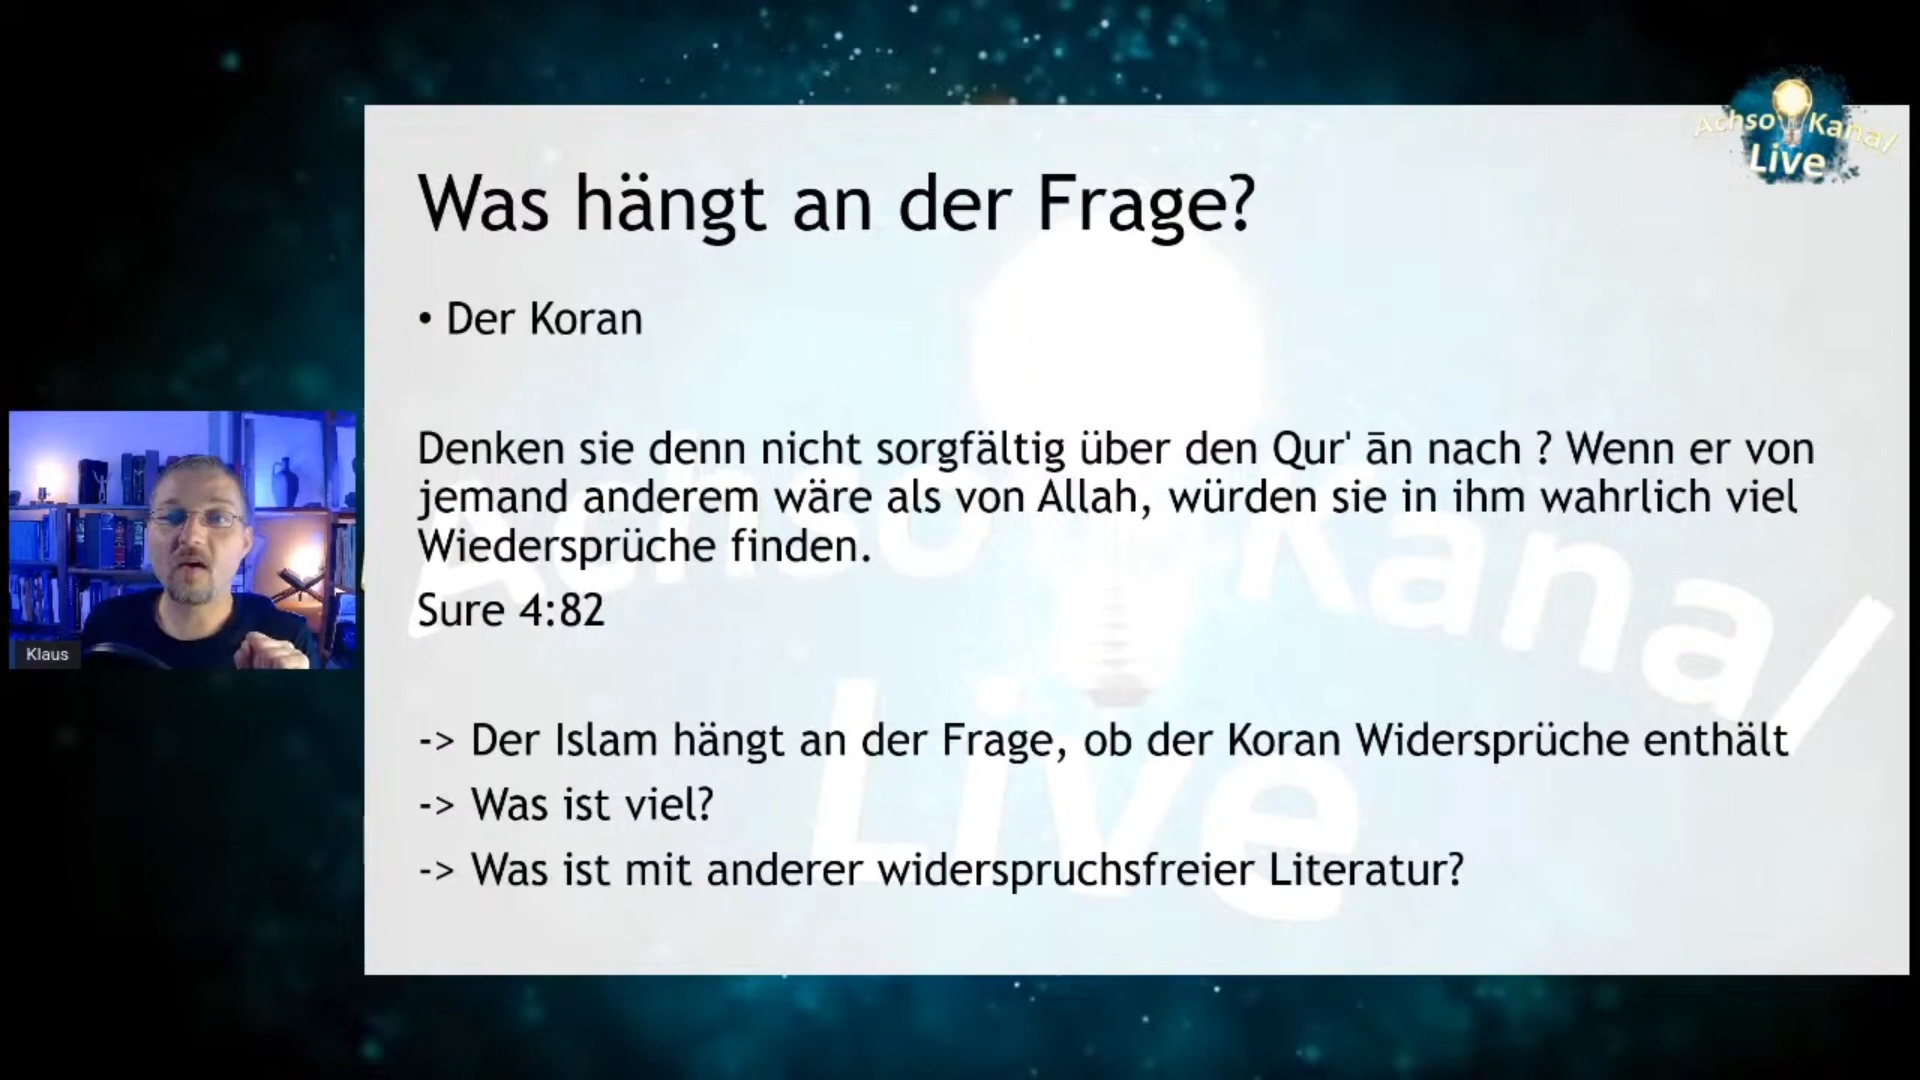 Achso Kanal
Live
Was hängt an der Frage?
• Der Koran
Denken sie denn nicht sorgfältig über den Qur' ān nach ? Wenn er von
jemand anderem wäre als von Allah, würden sie in ihm wahrlich viel
Wiedersprüche finden.
Sure 4:82
-> Der Islam hängt an der Frage, ob der Koran Widersprüche enthält
-> Was ist viel?
-> Was ist mit anderer widerspruchsfreier Literatur?
Achso Kanal
Live
Klaus